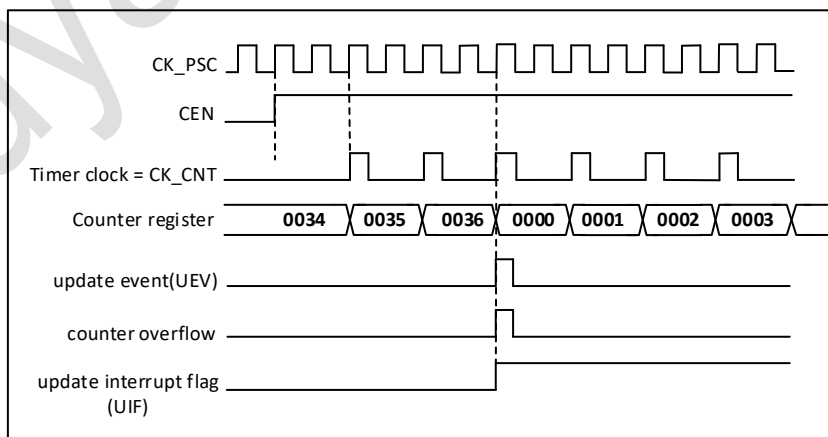 CK_PSC
CEN
Timer clock = CK_CNT
Counter register 0034 0035 0036 0000 0001 0002 0003
update event(UEV)
counter overflow
update interrupt flag
(UIF)